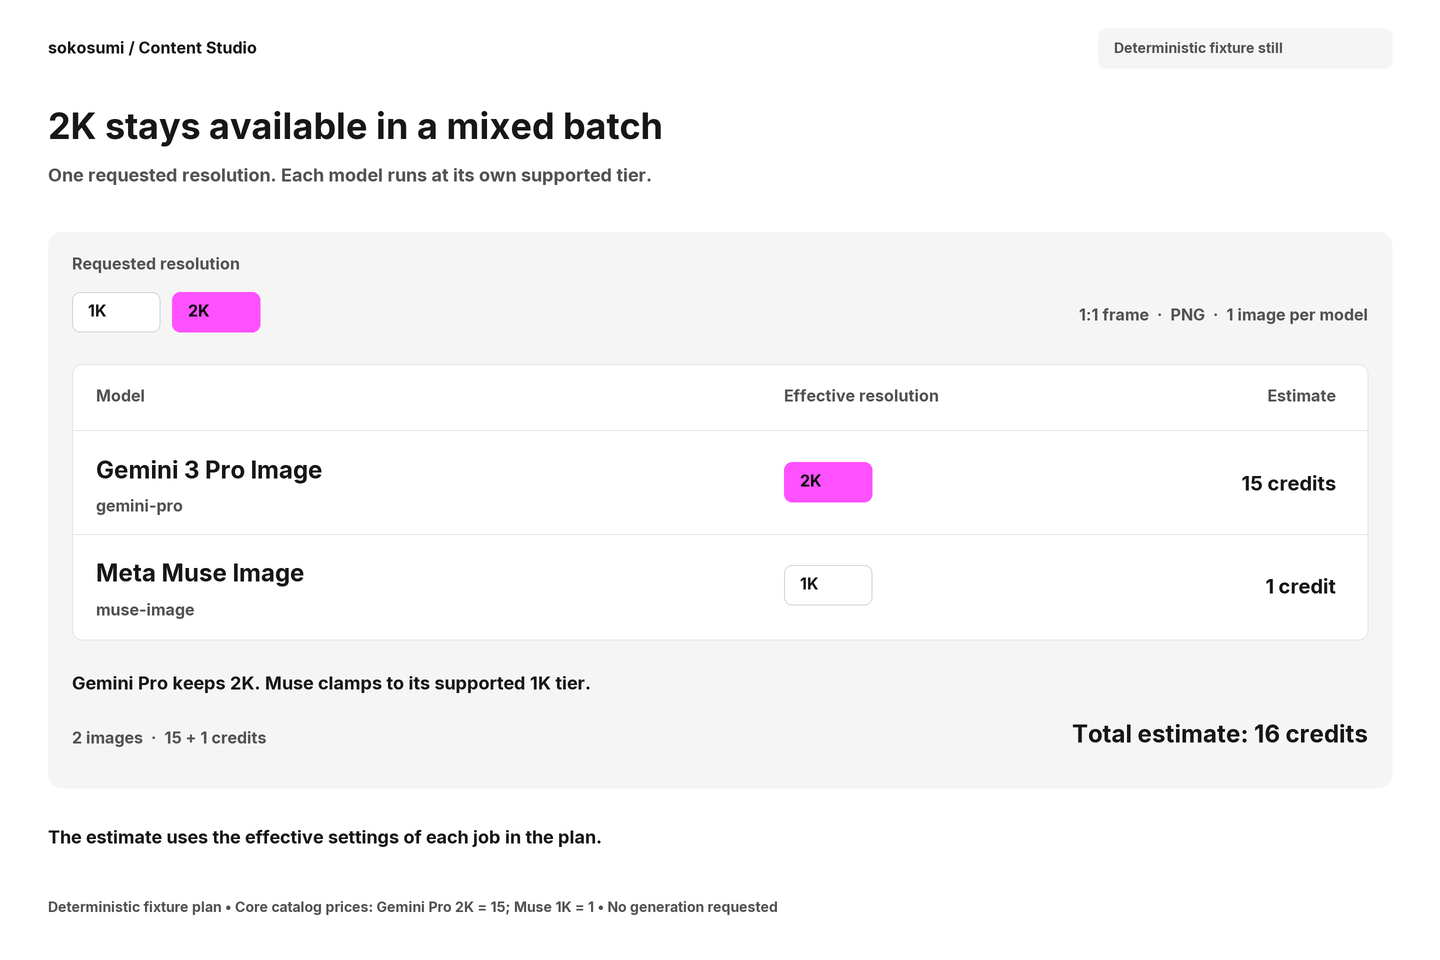 sokosumi / Content Studio
Deterministic fixture still
2K stays available in a mixed batch
One requested resolution. Each model runs at its own supported tier.
Requested resolution
1K 2K
1:1 frame · PNG · 1 image per model
Model Effective resolution Estimate
Gemini 3 Pro Image
gemini-pro
2K
15 credits
Meta Muse Image
muse-image
1K
1 credit
Gemini Pro keeps 2K. Muse clamps to its supported 1K tier.
2 images · 15 + 1 credits
Total estimate: 16 credits
The estimate uses the effective settings of each job in the plan.
Deterministic fixture plan • Core catalog prices: Gemini Pro 2K = 15; Muse 1K = 1 • No generation requested